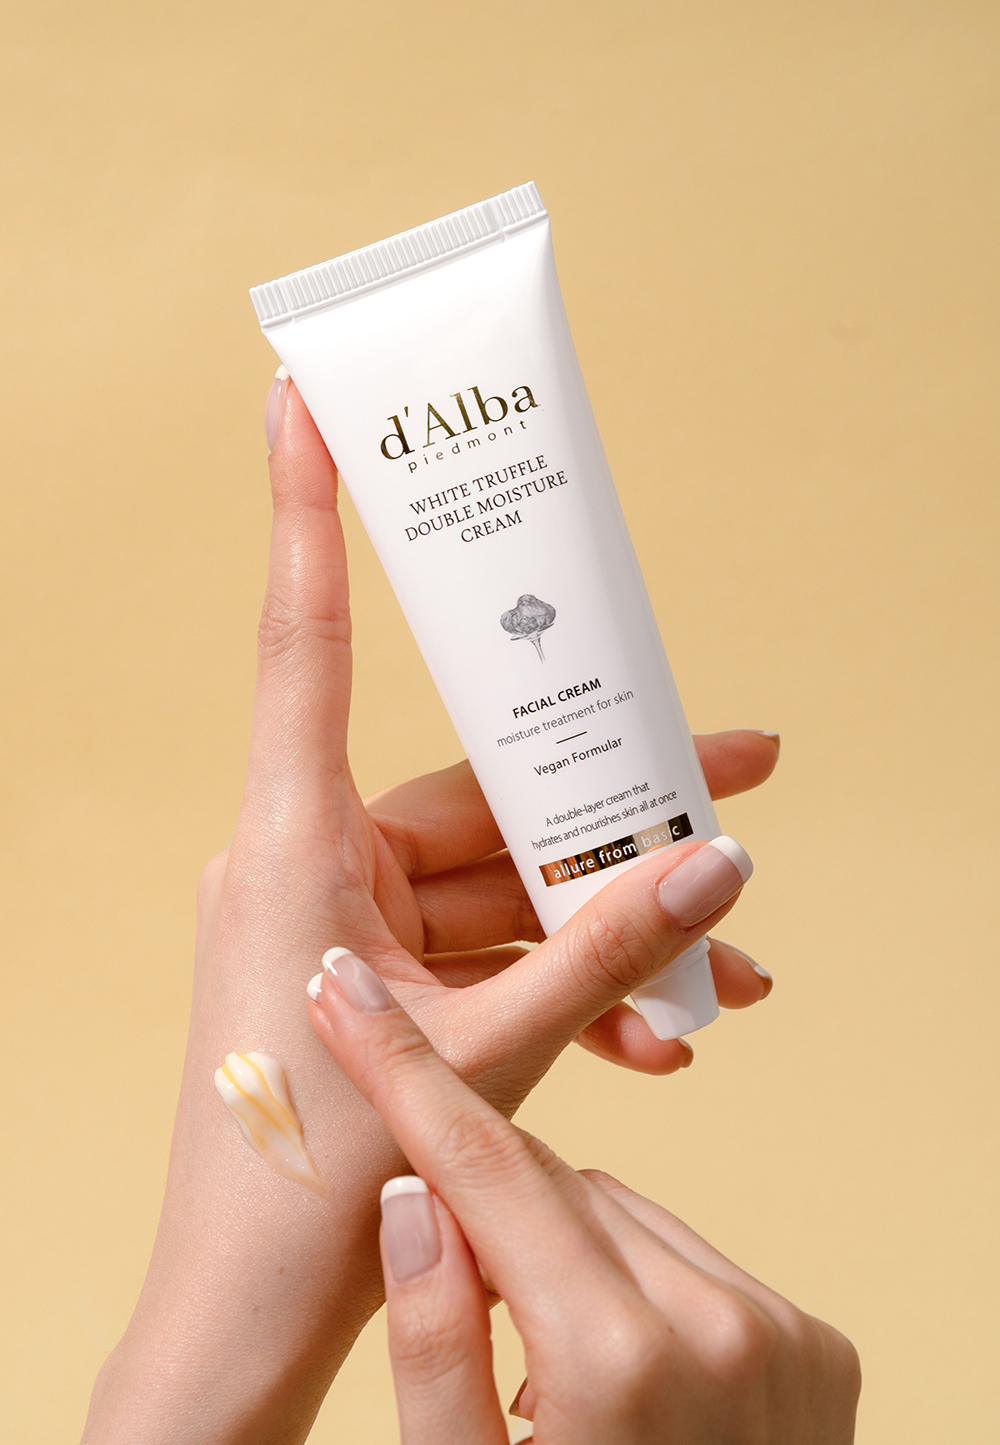 d'Alba
piedmont
WHITE TRUFFLE
DOUBLE MOISTURE
CREAM
FACIAL CREAM
moisture treatment for skin
Vegan Formular
A double-layer cream that
hydrates and nourishes skin all at once
allure from basic